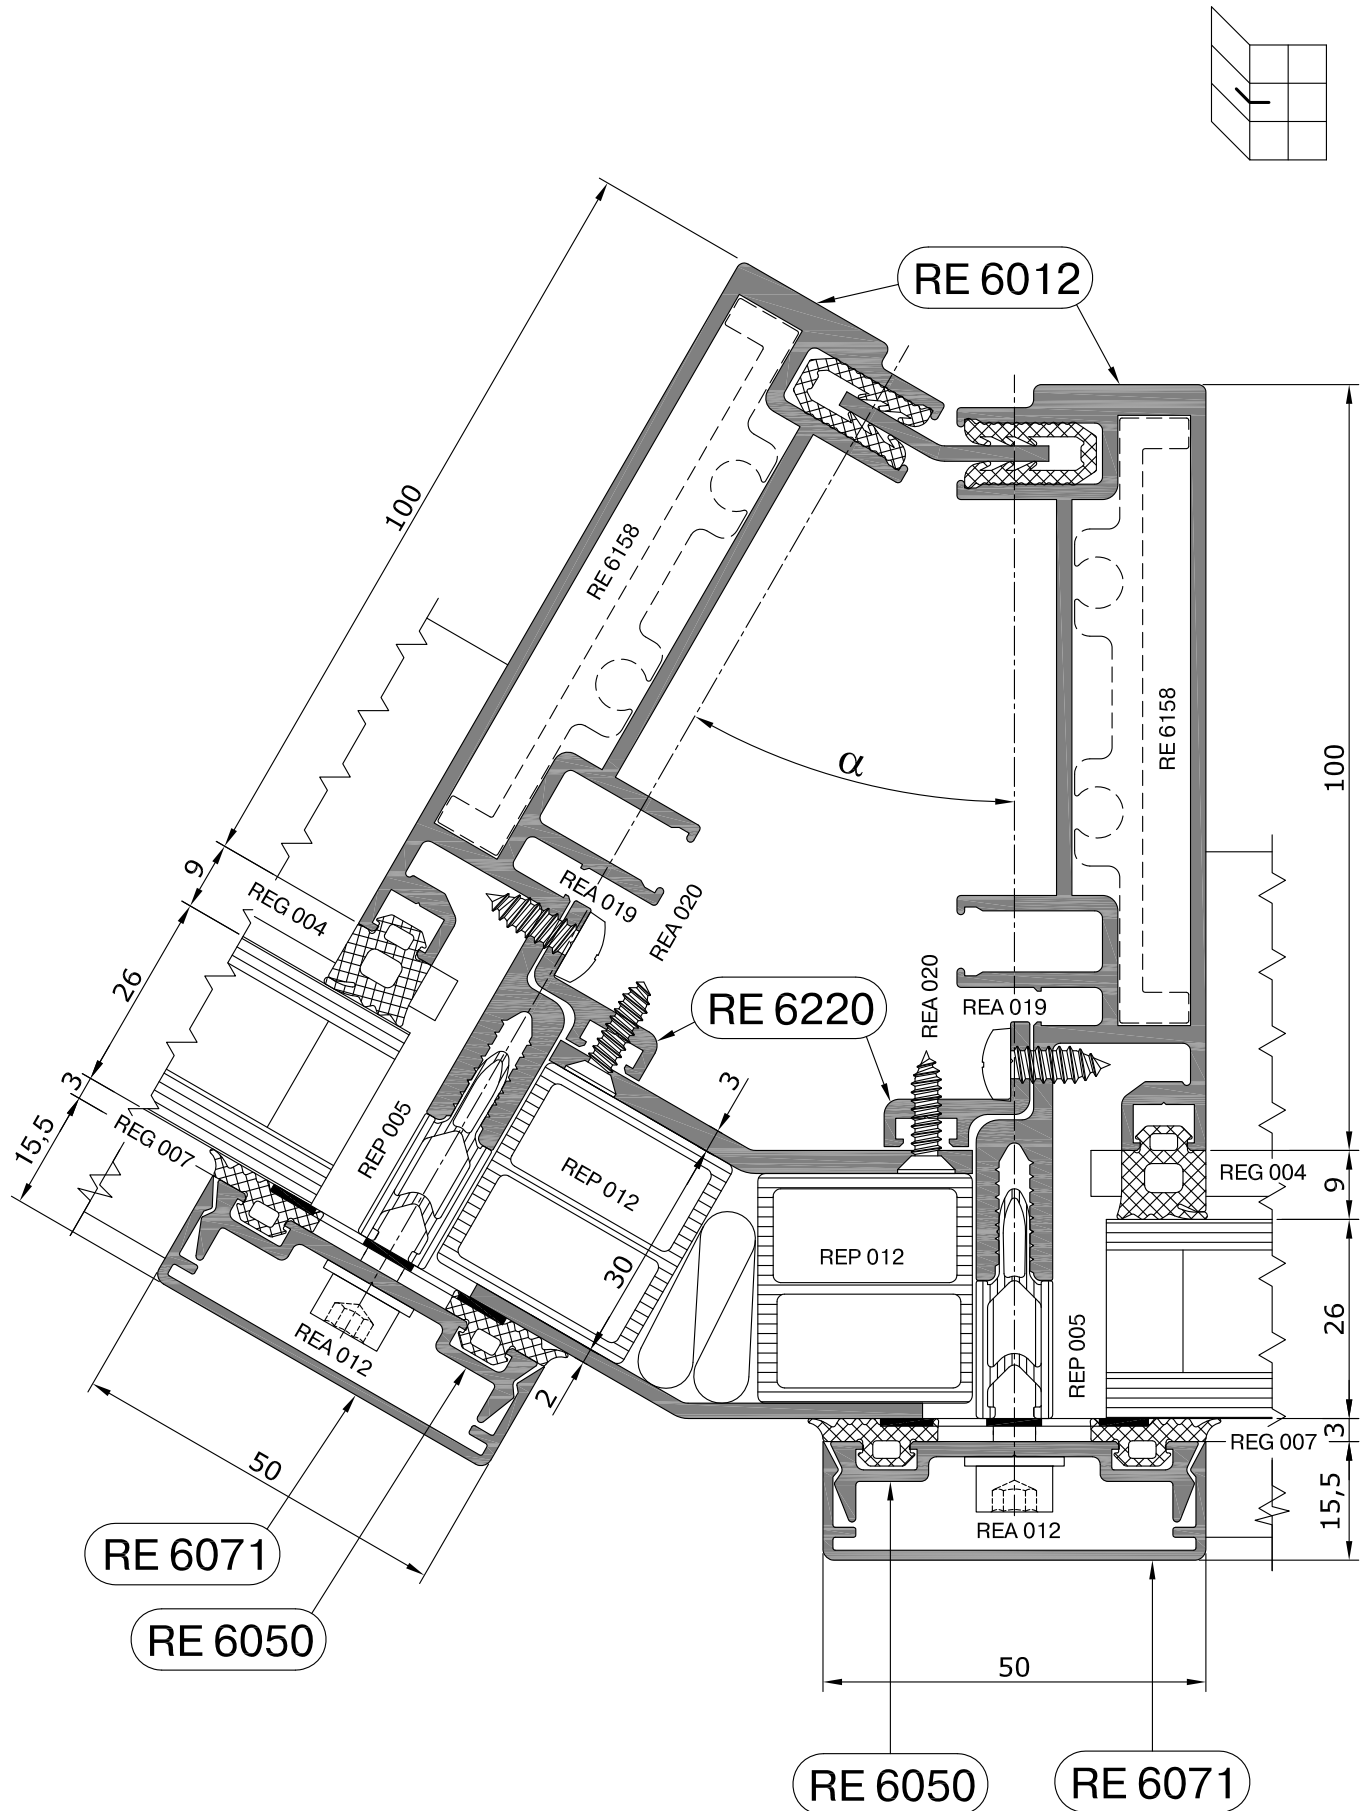 RE 6012
100
RE 6158
RE 6158
α
100
9
REG 004
REA 019
REA 020
26
RE 6220
REA 020
REA 019
3
15,5
REG 007
REP 005
3
REP 012
REP 012
30
REG 004
9
26
REP 005
REA 012
2
3
REG 007
15,5
REA 012
50
RE 6071
RE 6050
50
RE 6050
RE 6071